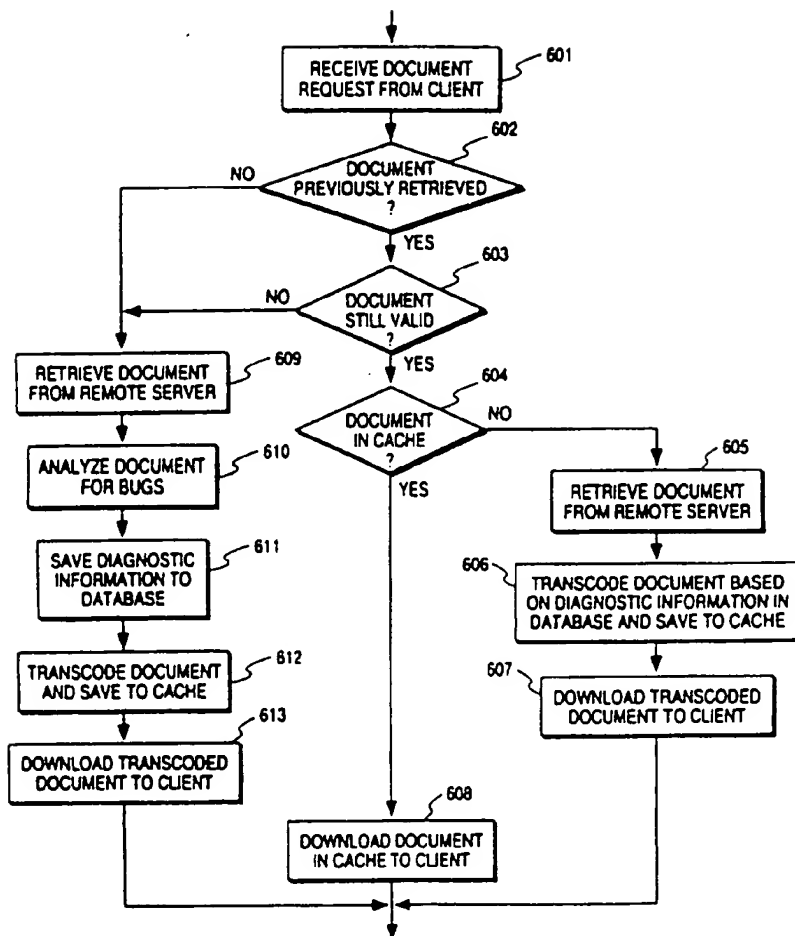 RECEIVE DOCUMENT
REQUEST FROM CLIENT
601
602
DOCUMENT
PREVIOUSLY RETRIEVED
?
NO
YES
603
DOCUMENT
STILL VALID
?
NO
YES
609
RETRIEVE DOCUMENT
FROM REMOTE SERVER
604
DOCUMENT
IN CACHE
?
NO
YES
610
ANALYZE DOCUMENT
FOR BUGS
605
RETRIEVE DOCUMENT
FROM REMOTE SERVER
611
SAVE DIAGNOSTIC
INFORMATION TO
DATABASE
606
TRANSCODE DOCUMENT BASED
ON DIAGNOSTIC INFORMATION IN
DATABASE AND SAVE TO CACHE
612
TRANSCODE DOCUMENT
AND SAVE TO CACHE
607
DOWNLOAD TRANSCODED
DOCUMENT TO CLIENT
613
DOWNLOAD TRANSCODED
DOCUMENT TO CLIENT
608
DOWNLOAD DOCUMENT
IN CACHE TO CLIENT